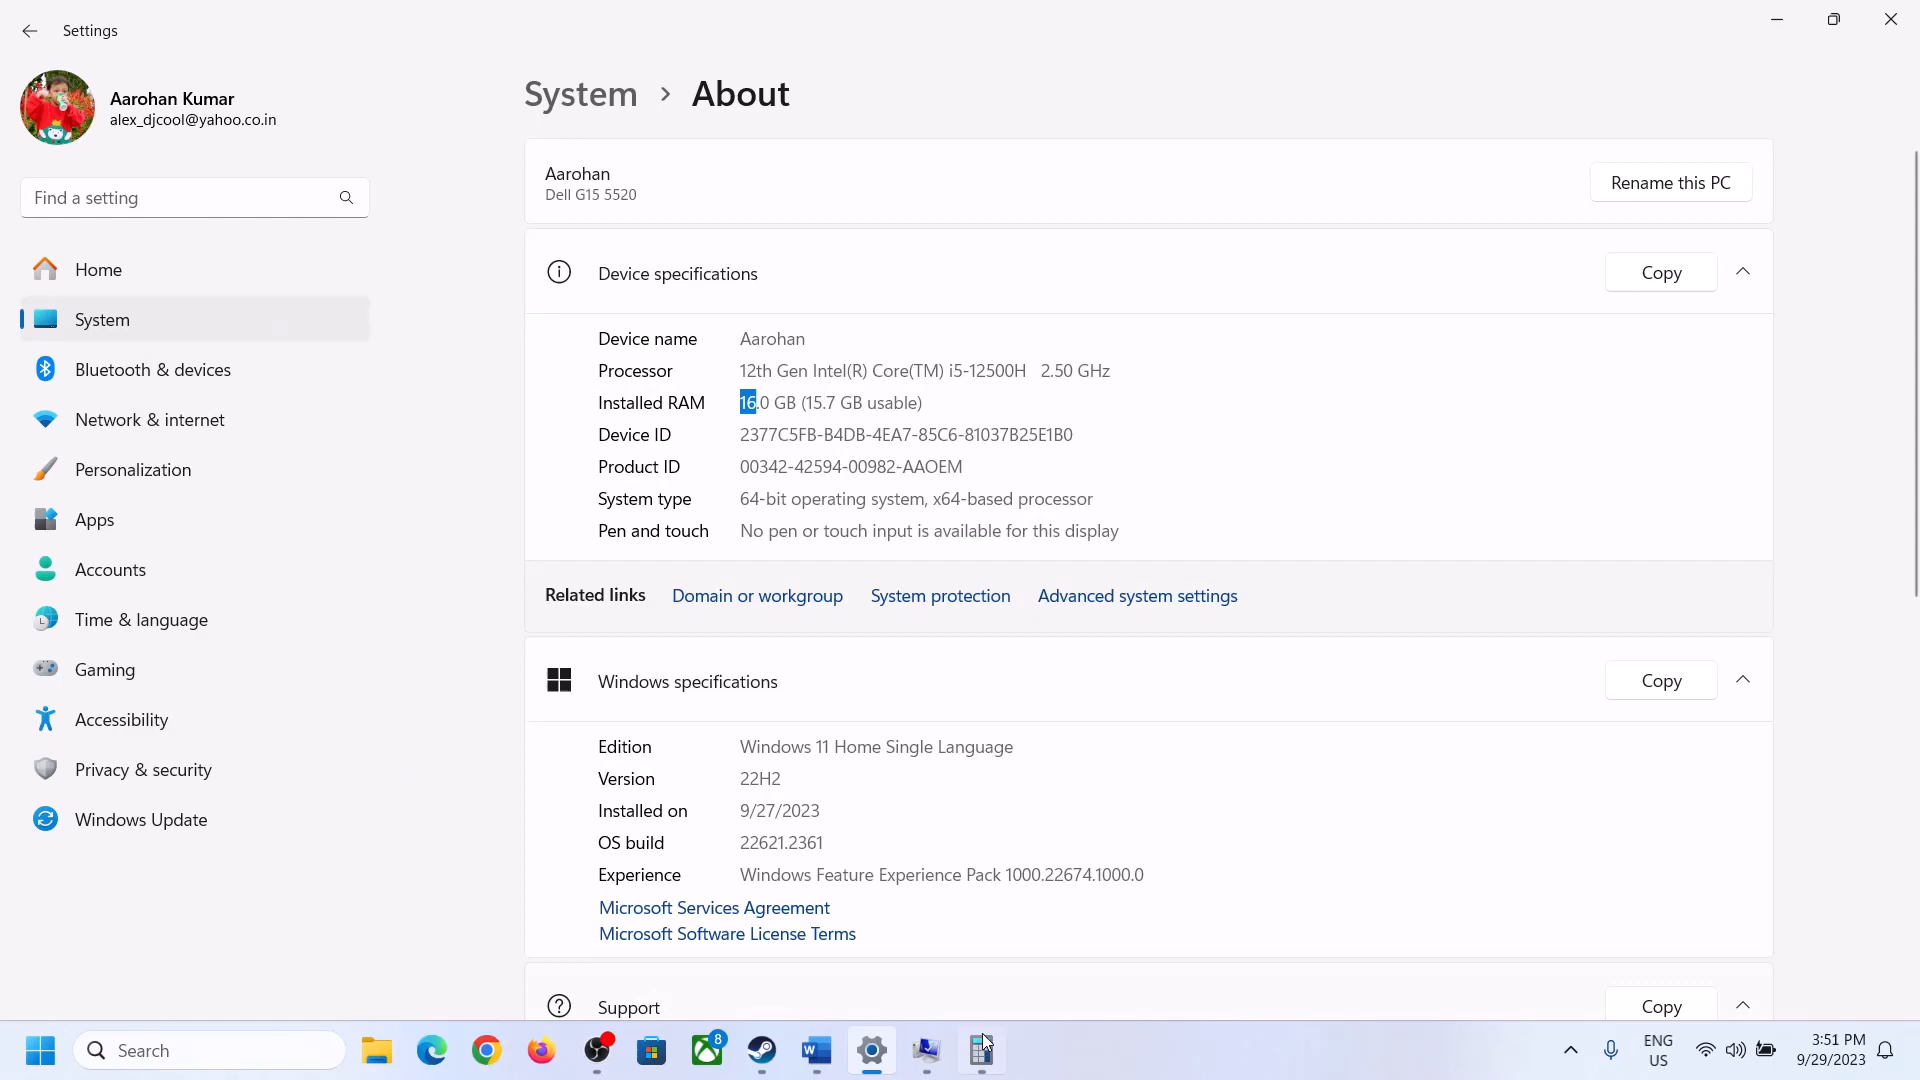 Settings
Aarohan Kumar
alex_djcool@yahoo.co.in
Find a setting
Home
System
Bluetooth & devices
Network & internet
Personalization
Apps
Accounts
Time & language
Gaming
Accessibility
Privacy & security
Windows Update
System > About
Aarohan
Dell G15 5520
Rename this PC
Device specifications
Copy
Device name Aarohan
Processor 12th Gen Intel(R) Core(TM) i5-12500H 2.50 GHz
Installed RAM 16.0 GB (15.7 GB usable)
Device ID 2377C5FB-B4DB-4EA7-85C6-81037B25E1B0
Product ID 00342-42594-00982-AAOEM
System type 64-bit operating system, x64-based processor
Pen and touch No pen or touch input is available for this display
Related links Domain or workgroup System protection Advanced system settings
Windows specifications
Copy
Edition Windows 11 Home Single Language
Version 22H2
Installed on 9/27/2023
OS build 22621.2361
Experience Windows Feature Experience Pack 1000.22674.1000.0
Microsoft Services Agreement
Microsoft Software License Terms
Support
Copy
Search
8
W
ENG
US
3:51 PM
9/29/2023